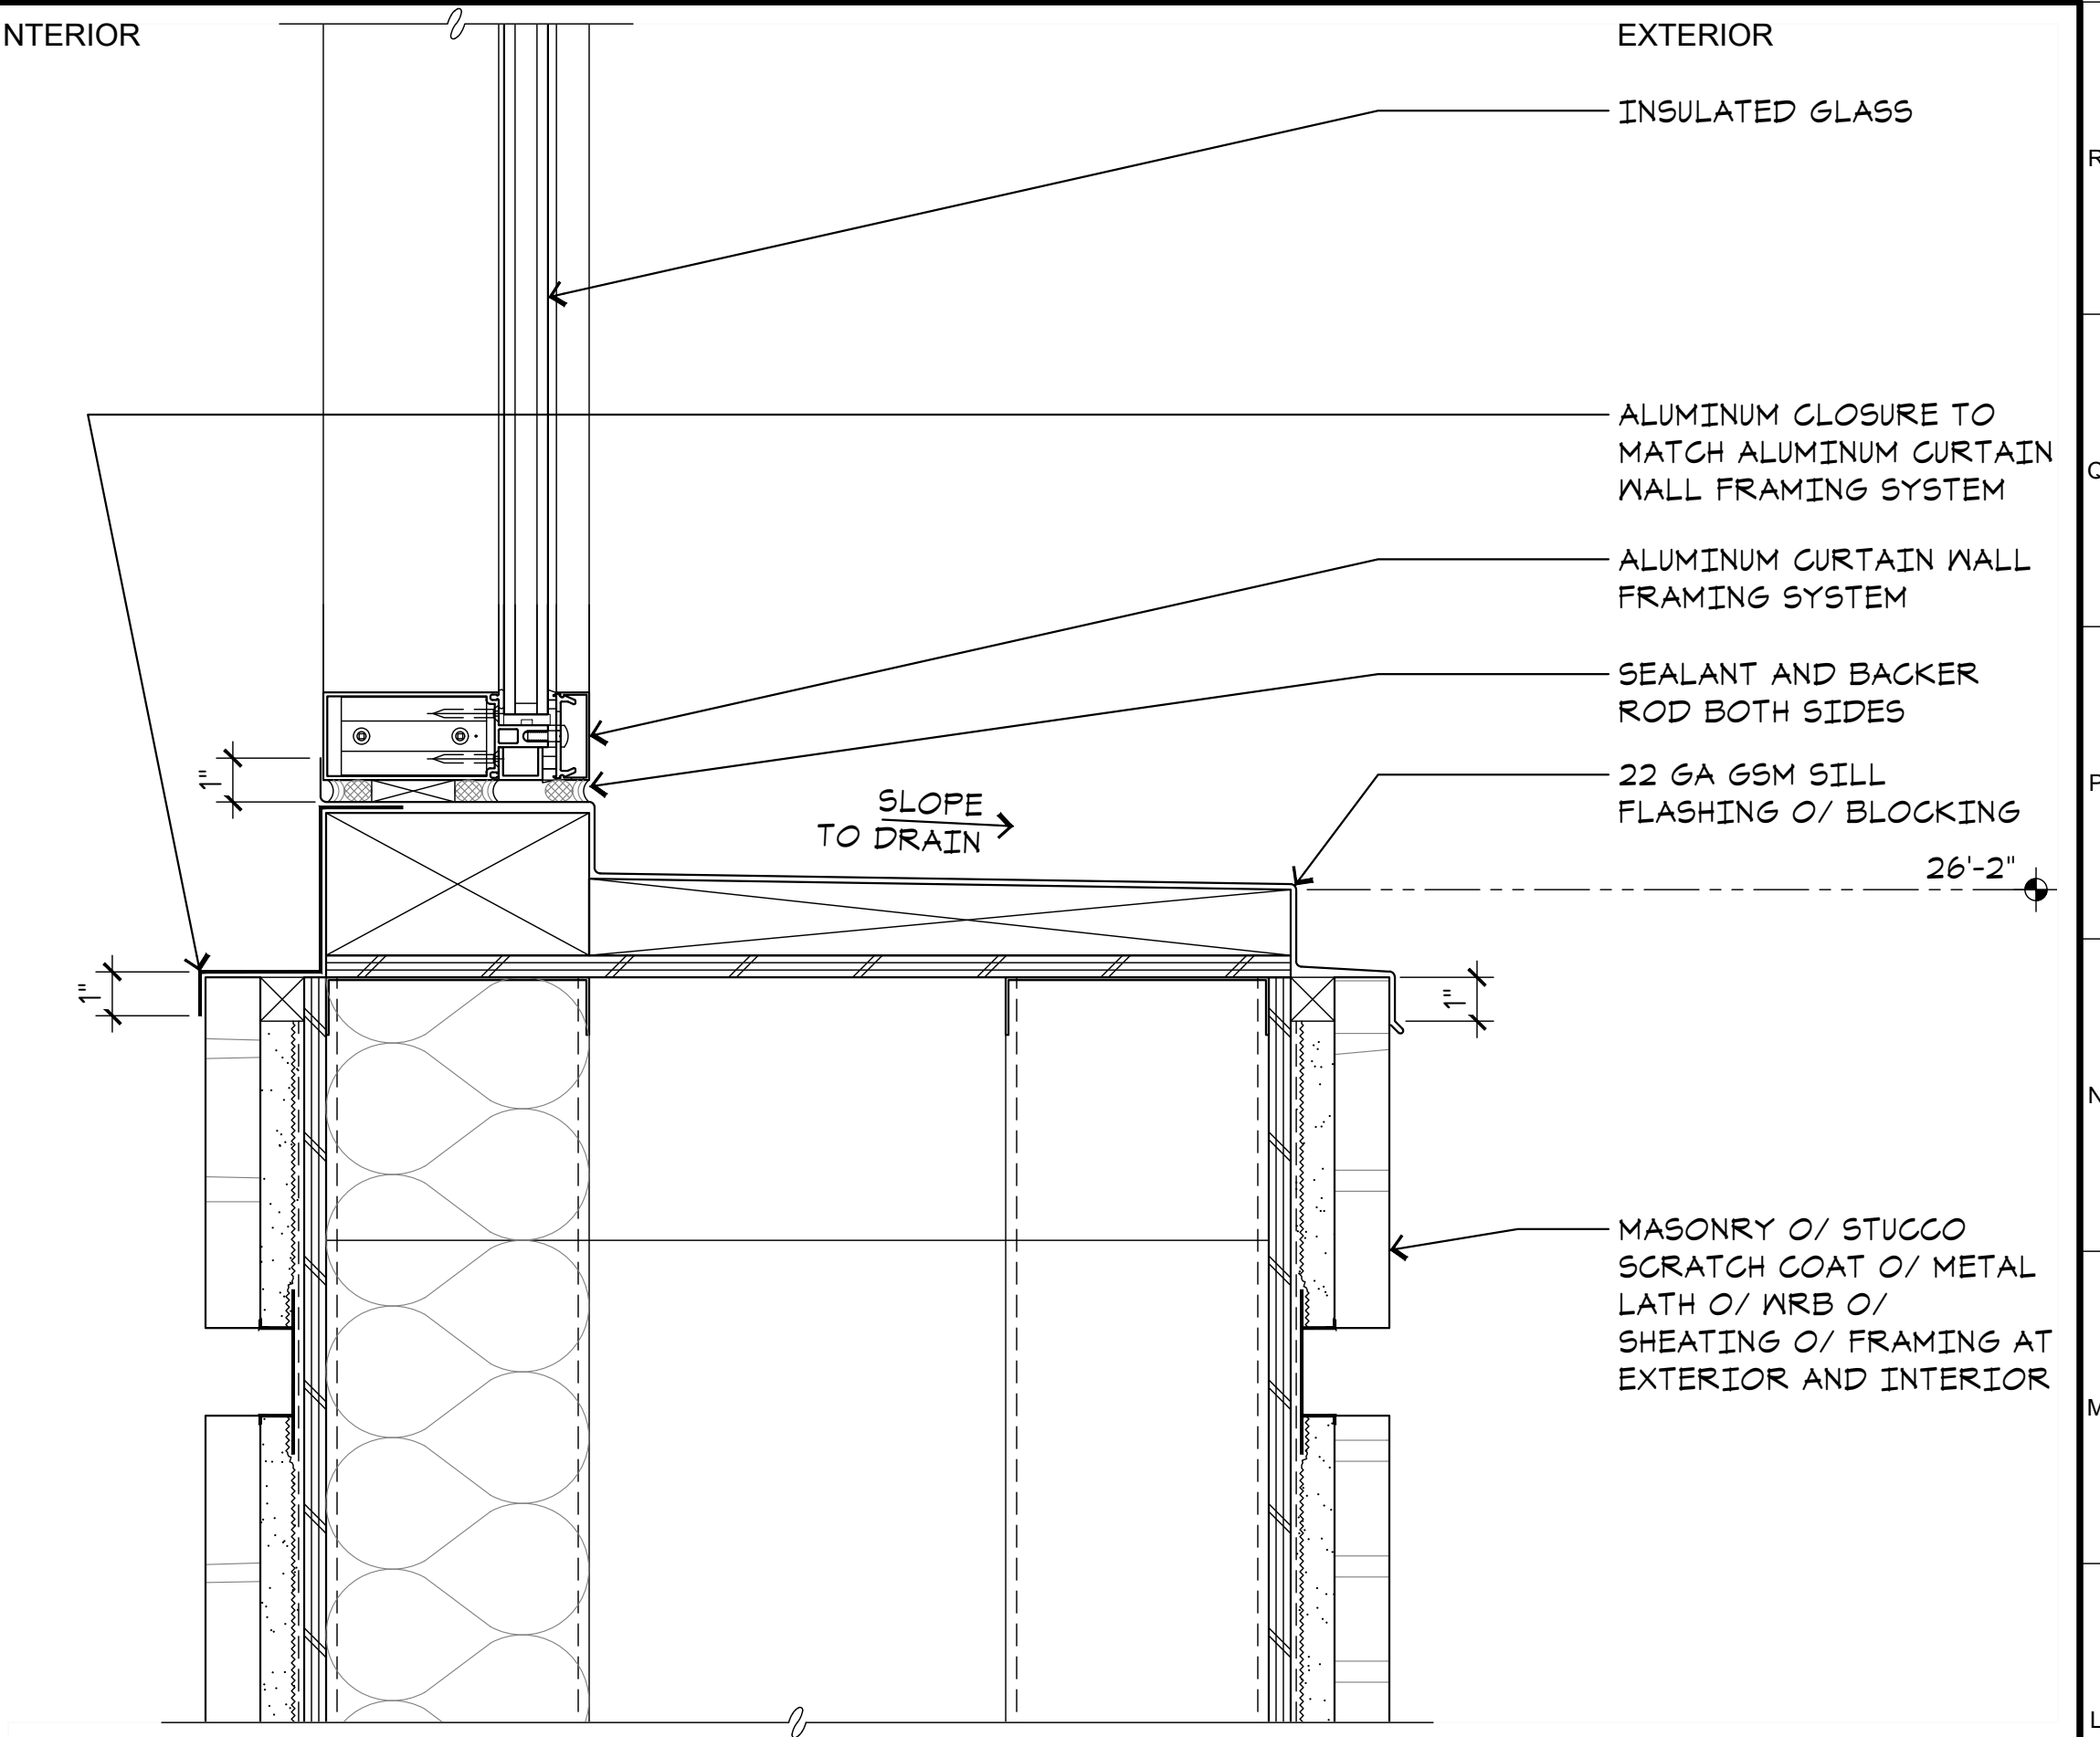 NTERIOR
EXTERIOR
INSULATED GLASS
R
ALUMINUM CLOSURE TO
MATCH ALUMINUM CURTAIN
WALL FRAMING SYSTEM
Q
ALUMINUM CURTAIN WALL
FRAMING SYSTEM
SEALANT AND BACKER
ROD BOTH SIDES
1"
22 GA GSM SILL
FLASHING O/ BLOCKING
P
SLOPE
TO DRAIN
26'-2"
1"
1"
N
MASONRY O/ STUCCO
SCRATCH COAT O/ METAL
LATH O/ WRB O/
SHEATING O/ FRAMING AT
EXTERIOR AND INTERIOR
M
L